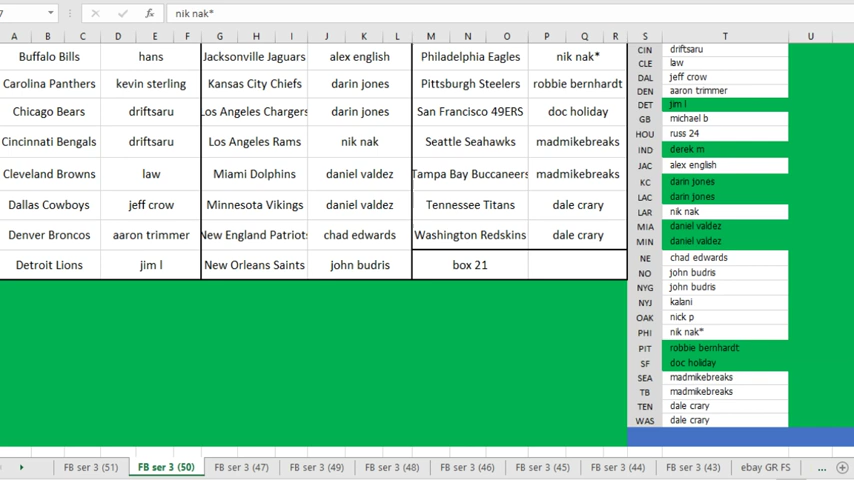 nik nak*
A B C D E F G H I J K L M N O P Q R S T U V
Buffalo Bills hans Jacksonville Jaguars alex english Philadelphia Eagles nik nak*
Carolina Panthers kevin sterling Kansas City Chiefs darin jones Pittsburgh Steelers robbie bernhardt
Chicago Bears driftsaru Los Angeles Chargers darin jones San Francisco 49ERS doc holiday
Cincinnati Bengals driftsaru Los Angeles Rams nik nak Seattle Seahawks madmikebreaks
Cleveland Browns law Miami Dolphins daniel valdez Tampa Bay Buccaneers madmikebreaks
Dallas Cowboys jeff crow Minnesota Vikings daniel valdez Tennessee Titans dale crary
Denver Broncos aaron trimmer New England Patriots chad edwards Washington Redskins dale crary
Detroit Lions jim l New Orleans Saints john budris box 21
CIN driftsaru
CLE law
DAL jeff crow
DEN aaron trimmer
DET jim l
GB michael b
HOU russ 24
IND derek m
JAC alex english
KC darin jones
LAC darin jones
LAR nik nak
MIA daniel valdez
MIN daniel valdez
NE chad edwards
NO john budris
NYG john budris
NYJ kalani
OAK nick p
PHI nik nak*
PIT robbie bernhardt
SF doc holiday
SEA madmikebreaks
TB madmikebreaks
TEN dale crary
WAS dale crary
FB ser 3 (51) FB ser 3 (50) FB ser 3 (47) FB ser 3 (49) FB ser 3 (48) FB ser 3 (46) FB ser 3 (45) FB ser 3 (44) FB ser 3 (43) ebay GR FS ...